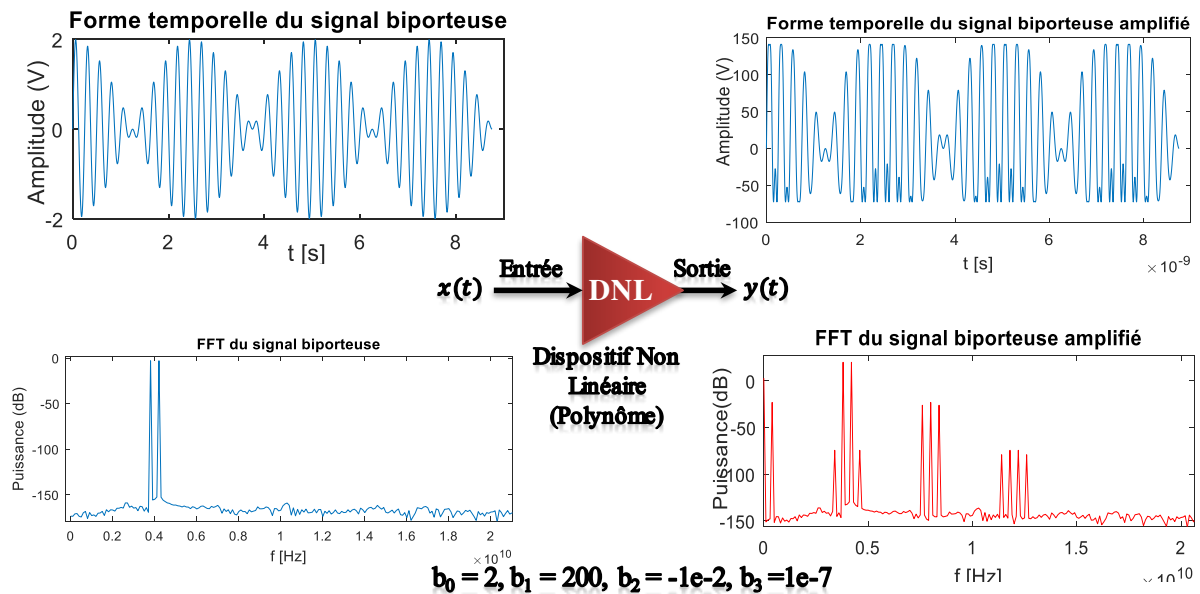 Forme temporelle du signal biporteuse
Amplitude (V)
2
0
-2
0 2 4 6 8
t [s]
Forme temporelle du signal biporteuse amplifié
Amplitude (V)
150
100
50
0
-50
-100
0 2 4 6 8
t [s]
×10⁻⁹
x(t)
Entrée
DNL
Sortie
y(t)
Dispositif Non
Linéaire
(Polynôme)
FFT du signal biporteuse
Puissance (dB)
0
-50
-100
-150
0 0.2 0.4 0.6 0.8 1 1.2 1.4 1.6 1.8 2
f [Hz]
×10¹⁰
FFT du signal biporteuse amplifié
Puissance(dB)
0
-50
-100
-150
0 0.5 1 1.5 2
f [Hz]
×10¹⁰
b₀ = 2, b₁ = 200, b₂ = -1e-2, b₃ =1e-7